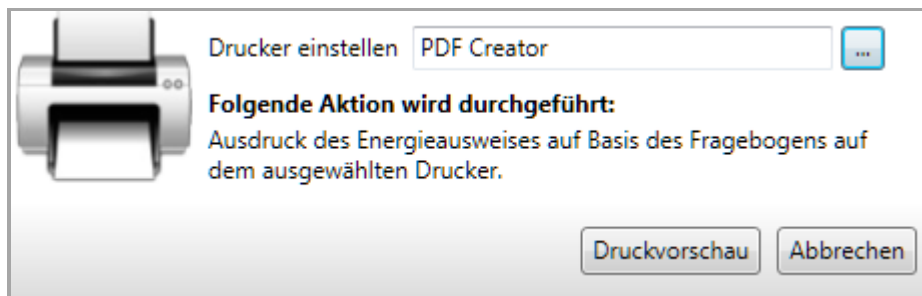 Drucker einstellen PDF Creator ...
Folgende Aktion wird durchgeführt:
Ausdruck des Energieausweises auf Basis des Fragebogens auf
dem ausgewählten Drucker.
Druckvorschau Abbrechen